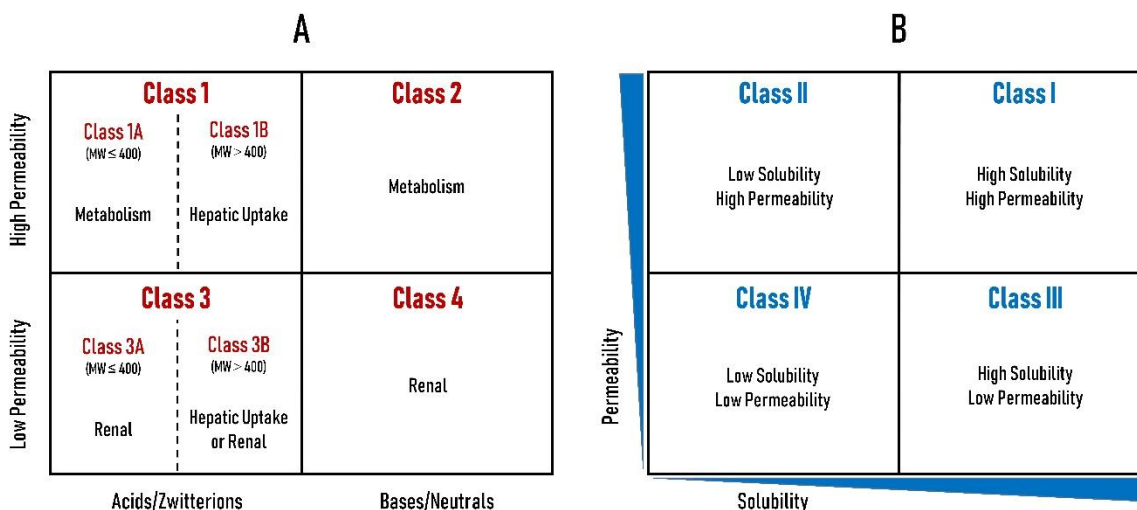 A
High Permeability
Low Permeability
Class 1
Class 1A
(MW ≤ 400)
Metabolism
Class 1B
(MW > 400)
Hepatic Uptake
Class 2
Metabolism
Class 3
Class 3A
(MW ≤ 400)
Renal
Class 3B
(MW > 400)
Hepatic Uptake
or Renal
Class 4
Renal
Acids/Zwitterions
Bases/Neutrals
B
Permeability
Class II
Low Solubility
High Permeability
Class I
High Solubility
High Permeability
Class IV
Low Solubility
Low Permeability
Class III
High Solubility
Low Permeability
Solubility